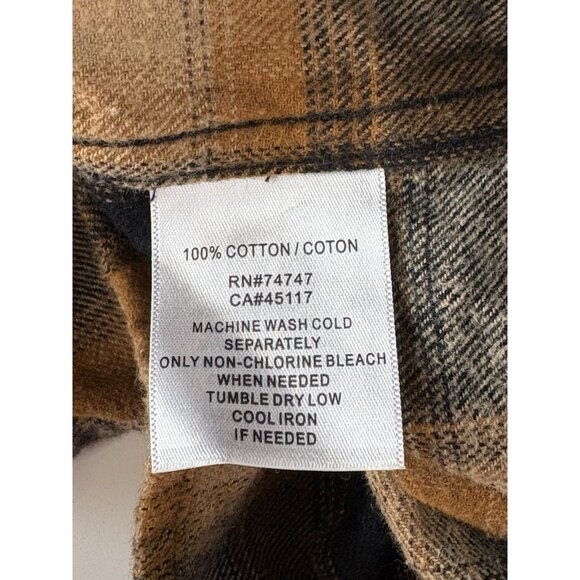 100% COTTON / COTON
RN#74747
CA#45117
MACHINE WASH COLD
SEPARATELY
ONLY NON-CHLORINE BLEACH
WHEN NEEDED
TUMBLE DRY LOW
COOL IRON
IF NEEDED